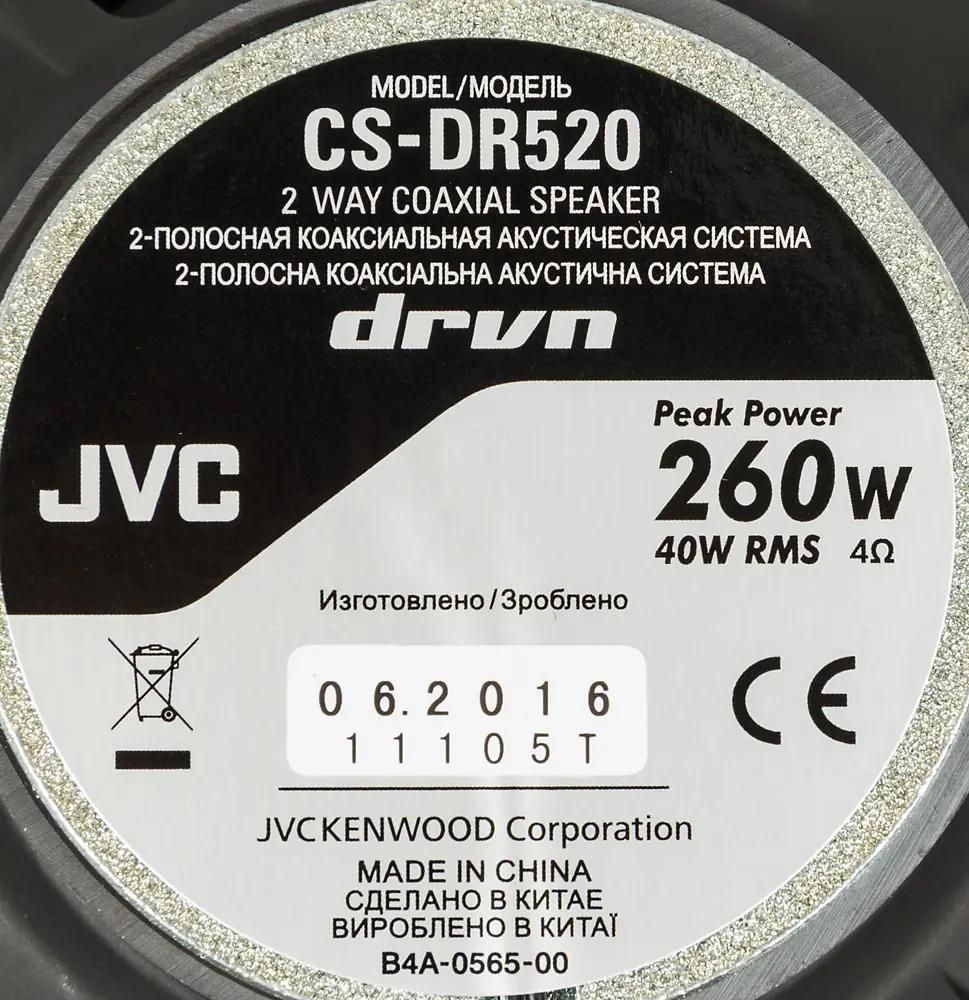 MODEL/МОДЕЛЬ
CS-DR520
2 WAY COAXIAL SPEAKER
2-ПОЛОСНАЯ КОАКСИАЛЬНАЯ АКУСТИЧЕСКАЯ СИСТЕМА
2-ПОЛОСНА КОАКСІАЛЬНА АКУСТИЧНА СИСТЕМА
drvn
JVC
Peak Power
260W
40W RMS 4Ω
Изготовлено/Зроблено
06.2016
11105T
CE
JVCKENWOOD Corporation
MADE IN CHINA
СДЕЛАНО В КИТАЕ
ВИРОБЛЕНО В КИТАЇ
B4A-0565-00